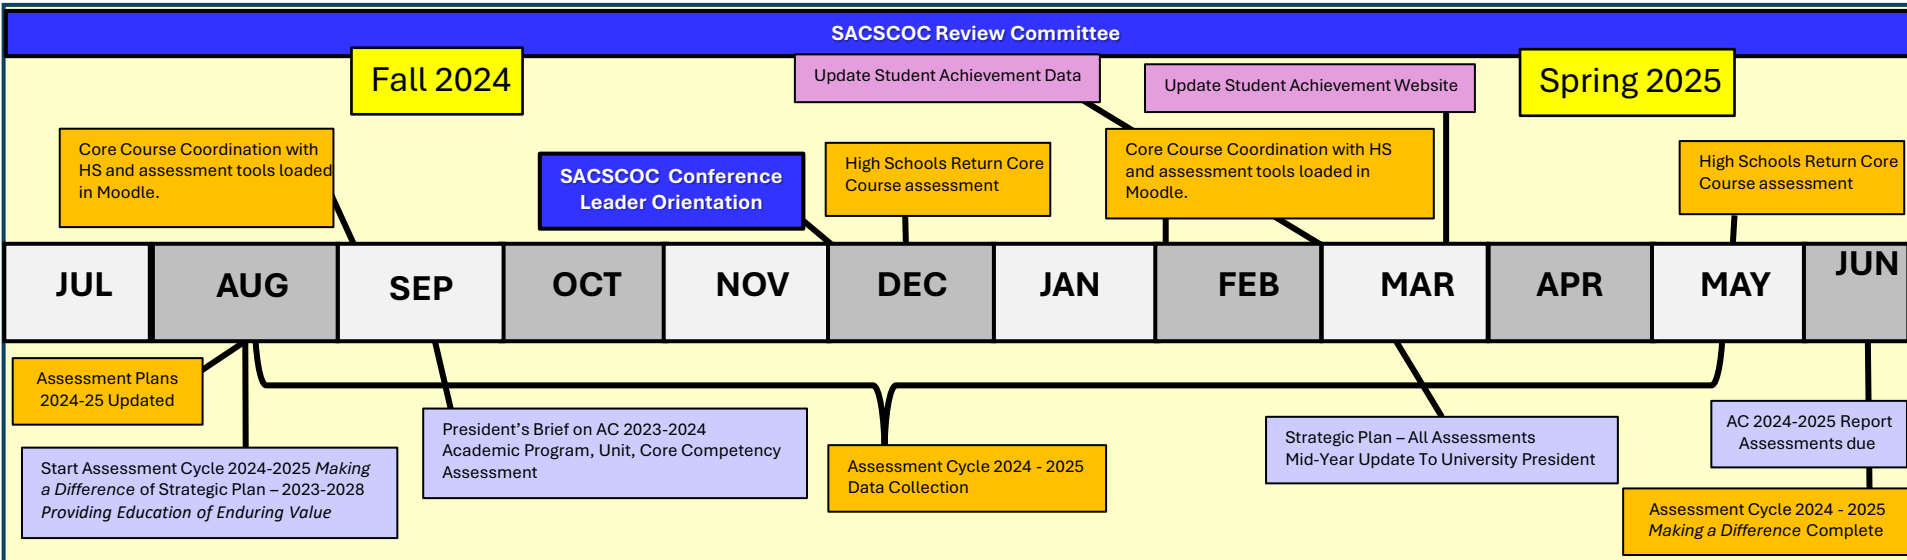 SACSCOC Review Committee
Fall 2024
Update Student Achievement Data
Update Student Achievement Website
Spring 2025
Core Course Coordination with
HS and assessment tools loaded
in Moodle.
SACSCOC Conference
Leader Orientation
High Schools Return Core
Course assessment
Core Course Coordination with HS
and assessment tools loaded in
Moodle.
High Schools Return Core
Course assessment
JUL
AUG
SEP
OCT
NOV
DEC
JAN
FEB
MAR
APR
MAY
JUN
Assessment Plans
2024-25 Updated
Start Assessment Cycle 2024-2025 Making
a Difference of Strategic Plan – 2023-2028
Providing Education of Enduring Value
President’s Brief on AC 2023-2024
Academic Program, Unit, Core Competency
Assessment
Assessment Cycle 2024 - 2025
Data Collection
Strategic Plan – All Assessments
Mid-Year Update To University President
AC 2024-2025 Report
Assessments due
Assessment Cycle 2024 - 2025
Making a Difference Complete